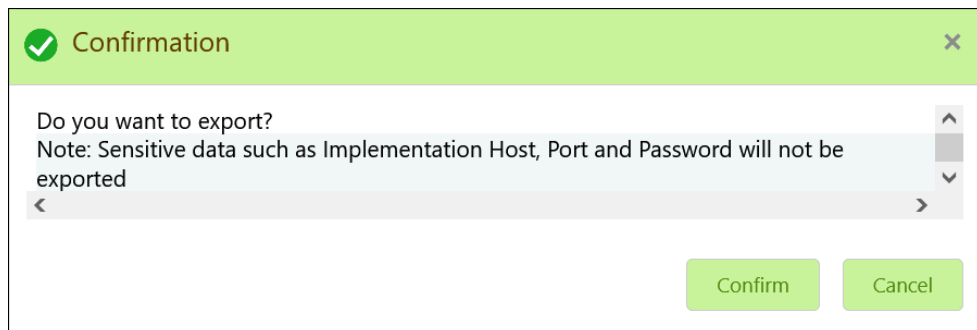 Confirmation
Do you want to export?
Note: Sensitive data such as Implementation Host, Port and Password will not be
exported
Confirm
Cancel